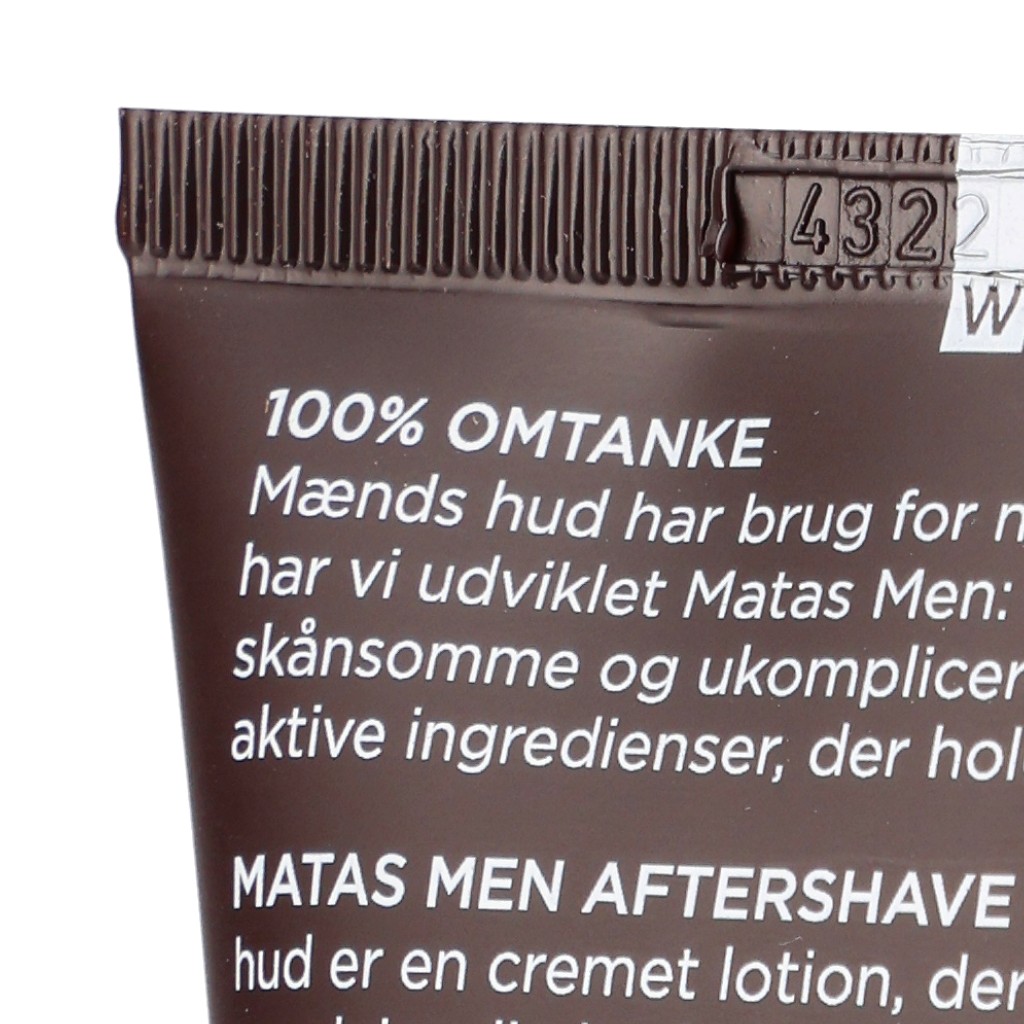 4322
W
100% OMTANKE
Mænds hud har brug for
har vi udviklet Matas Men:
skånsomme og ukomplicer
aktive ingredienser, der hol
MATAS MEN AFTERSHAVE
hud er en cremet lotion, der